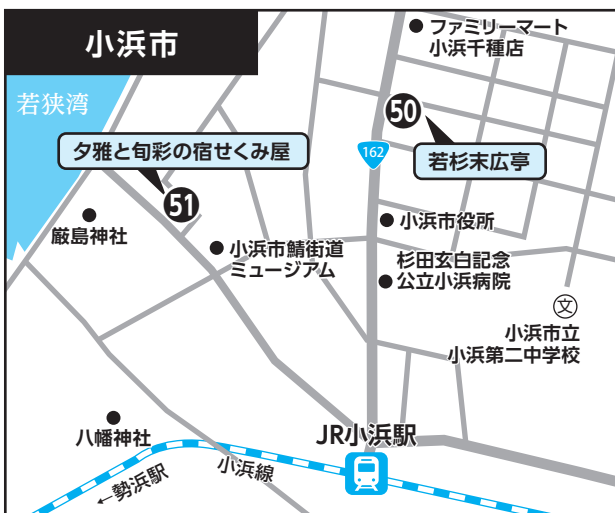 小浜市
若狭湾
ファミリーマート
小浜千種店
50
若杉末広亭
夕雅と旬彩の宿せくみ屋
51
162
厳島神社
小浜市鯖街道
ミュージアム
小浜市役所
杉田玄白記念
公立小浜病院
文
小浜市立
小浜第二中学校
八幡神社
JR小浜駅
小浜線
←勢浜駅